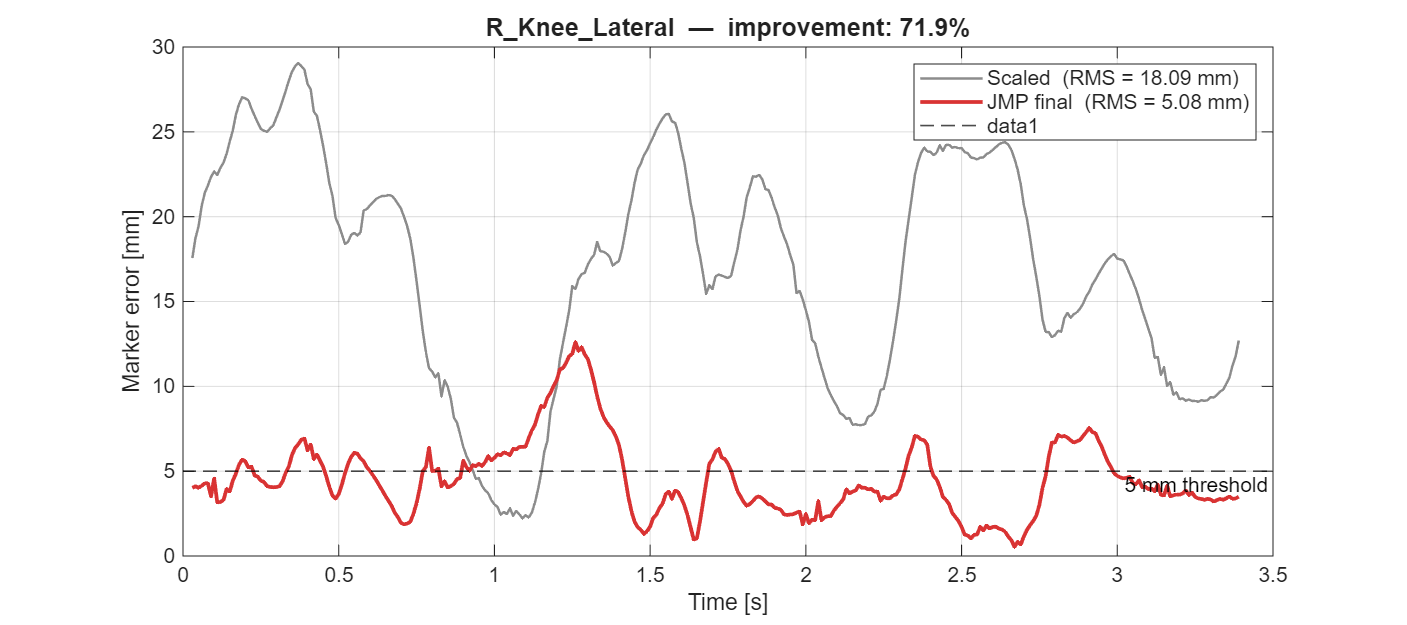 R_Knee_Lateral — improvement: 71.9%
30
25
20
15
10
5
0
Marker error [mm]
Scaled (RMS = 18.09 mm)
JMP final (RMS = 5.08 mm)
data1
5 mm threshold
0 0.5 1 1.5 2 2.5 3 3.5
Time [s]